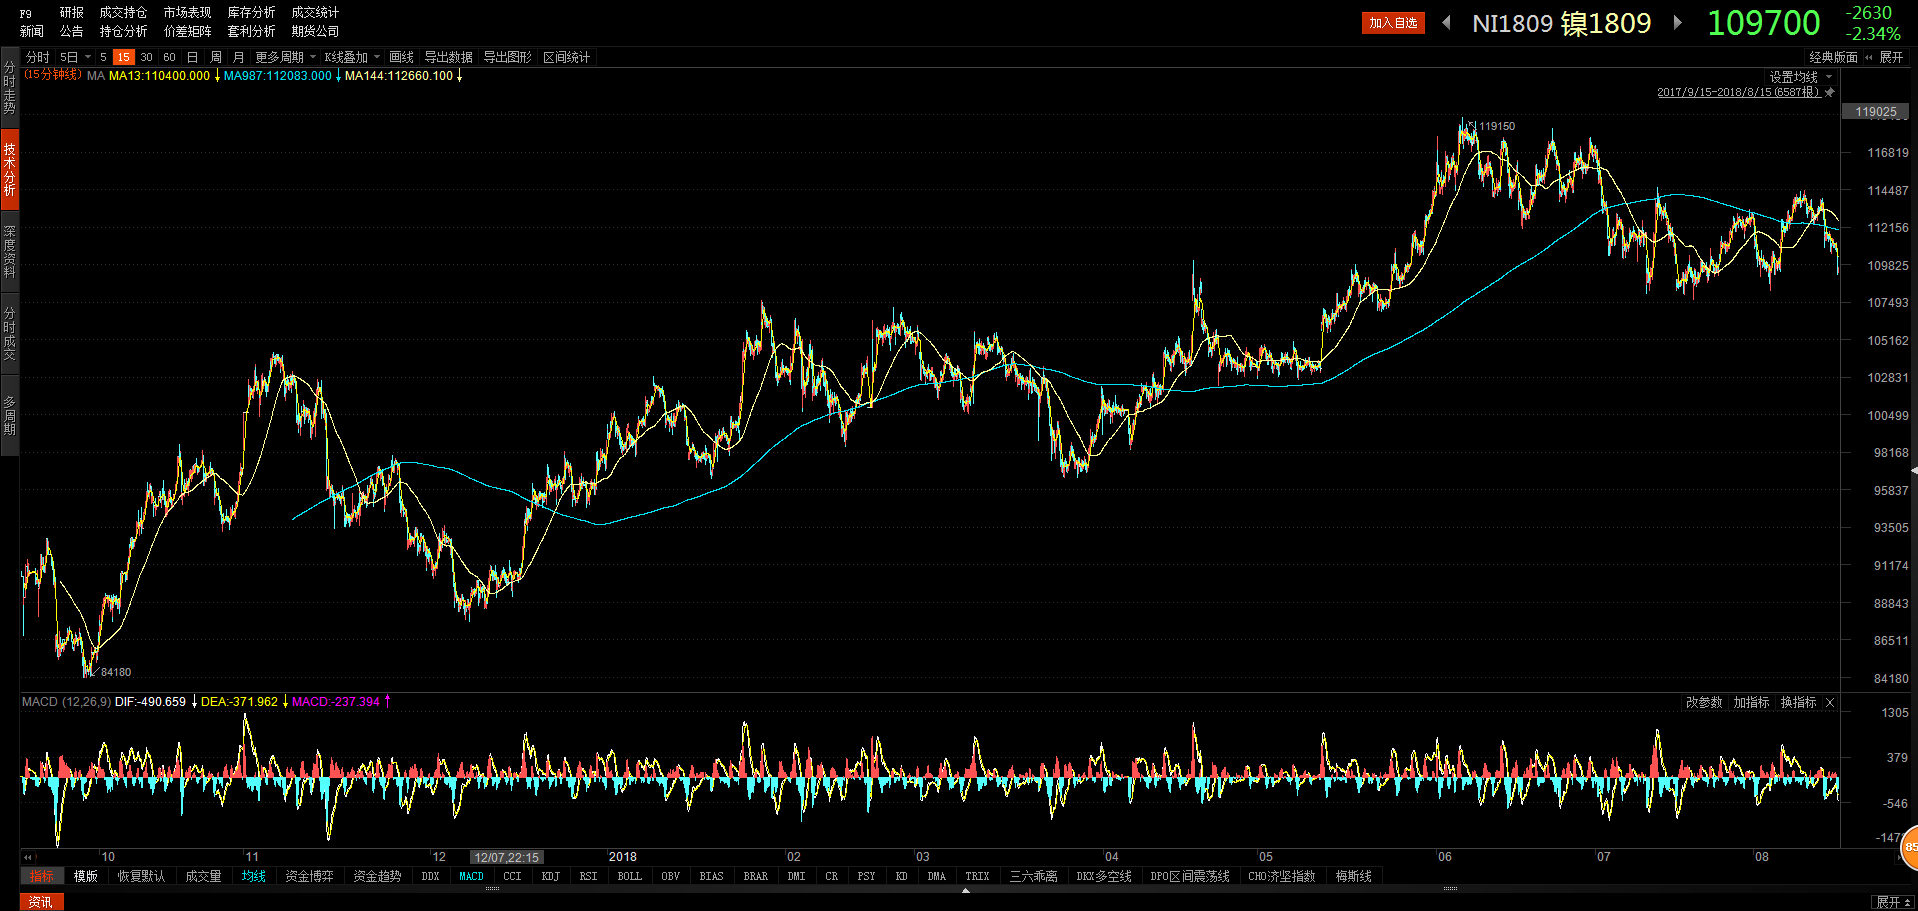 F9 研报 成交持仓 市场表现 库存分析 成交统计
新闻 公告 持仓分析 价差矩阵 套利分析 期货公司
加入自选 NI1809 镍1809 109700 -2630 -2.34%
分时 5日 5 15 30 60 日 周 月 更多周期 K线叠加 画线 导出数据 导出图形 区间统计 经典版面 展开
(15分钟线) MA MA13:110400.000↓ MA987:112083.000↓ MA144:112660.100↓ 设置均线
2017/9/15-2018/8/15(6587根)
分时走势
技术分析
深度资料
分时成交
多周期
119025
119150
116819
114487
112156
109825
107493
105162
102831
100499
98168
95837
93505
91174
88843
86511
84180
84180
MACD (12,26,9) DIF:-490.659↓ DEA:-371.962↓ MACD:-237.394↑ 改参数 加指标 换指标 X
1305
379
-546
85
10 11 12 12/07,22:15 2018 02 03 04 05 06 07 08
指标 模版 恢复默认 成交量 均线 资金博弈 资金趋势 DDX MACD CCI KDJ RSI BOLL OBV BIAS BRAR DMI CR PSY KD DMA TRIX 三六乖离 DKX多空线 DPO区间震荡线 CHO济坚指数 梅斯线
资讯 展开